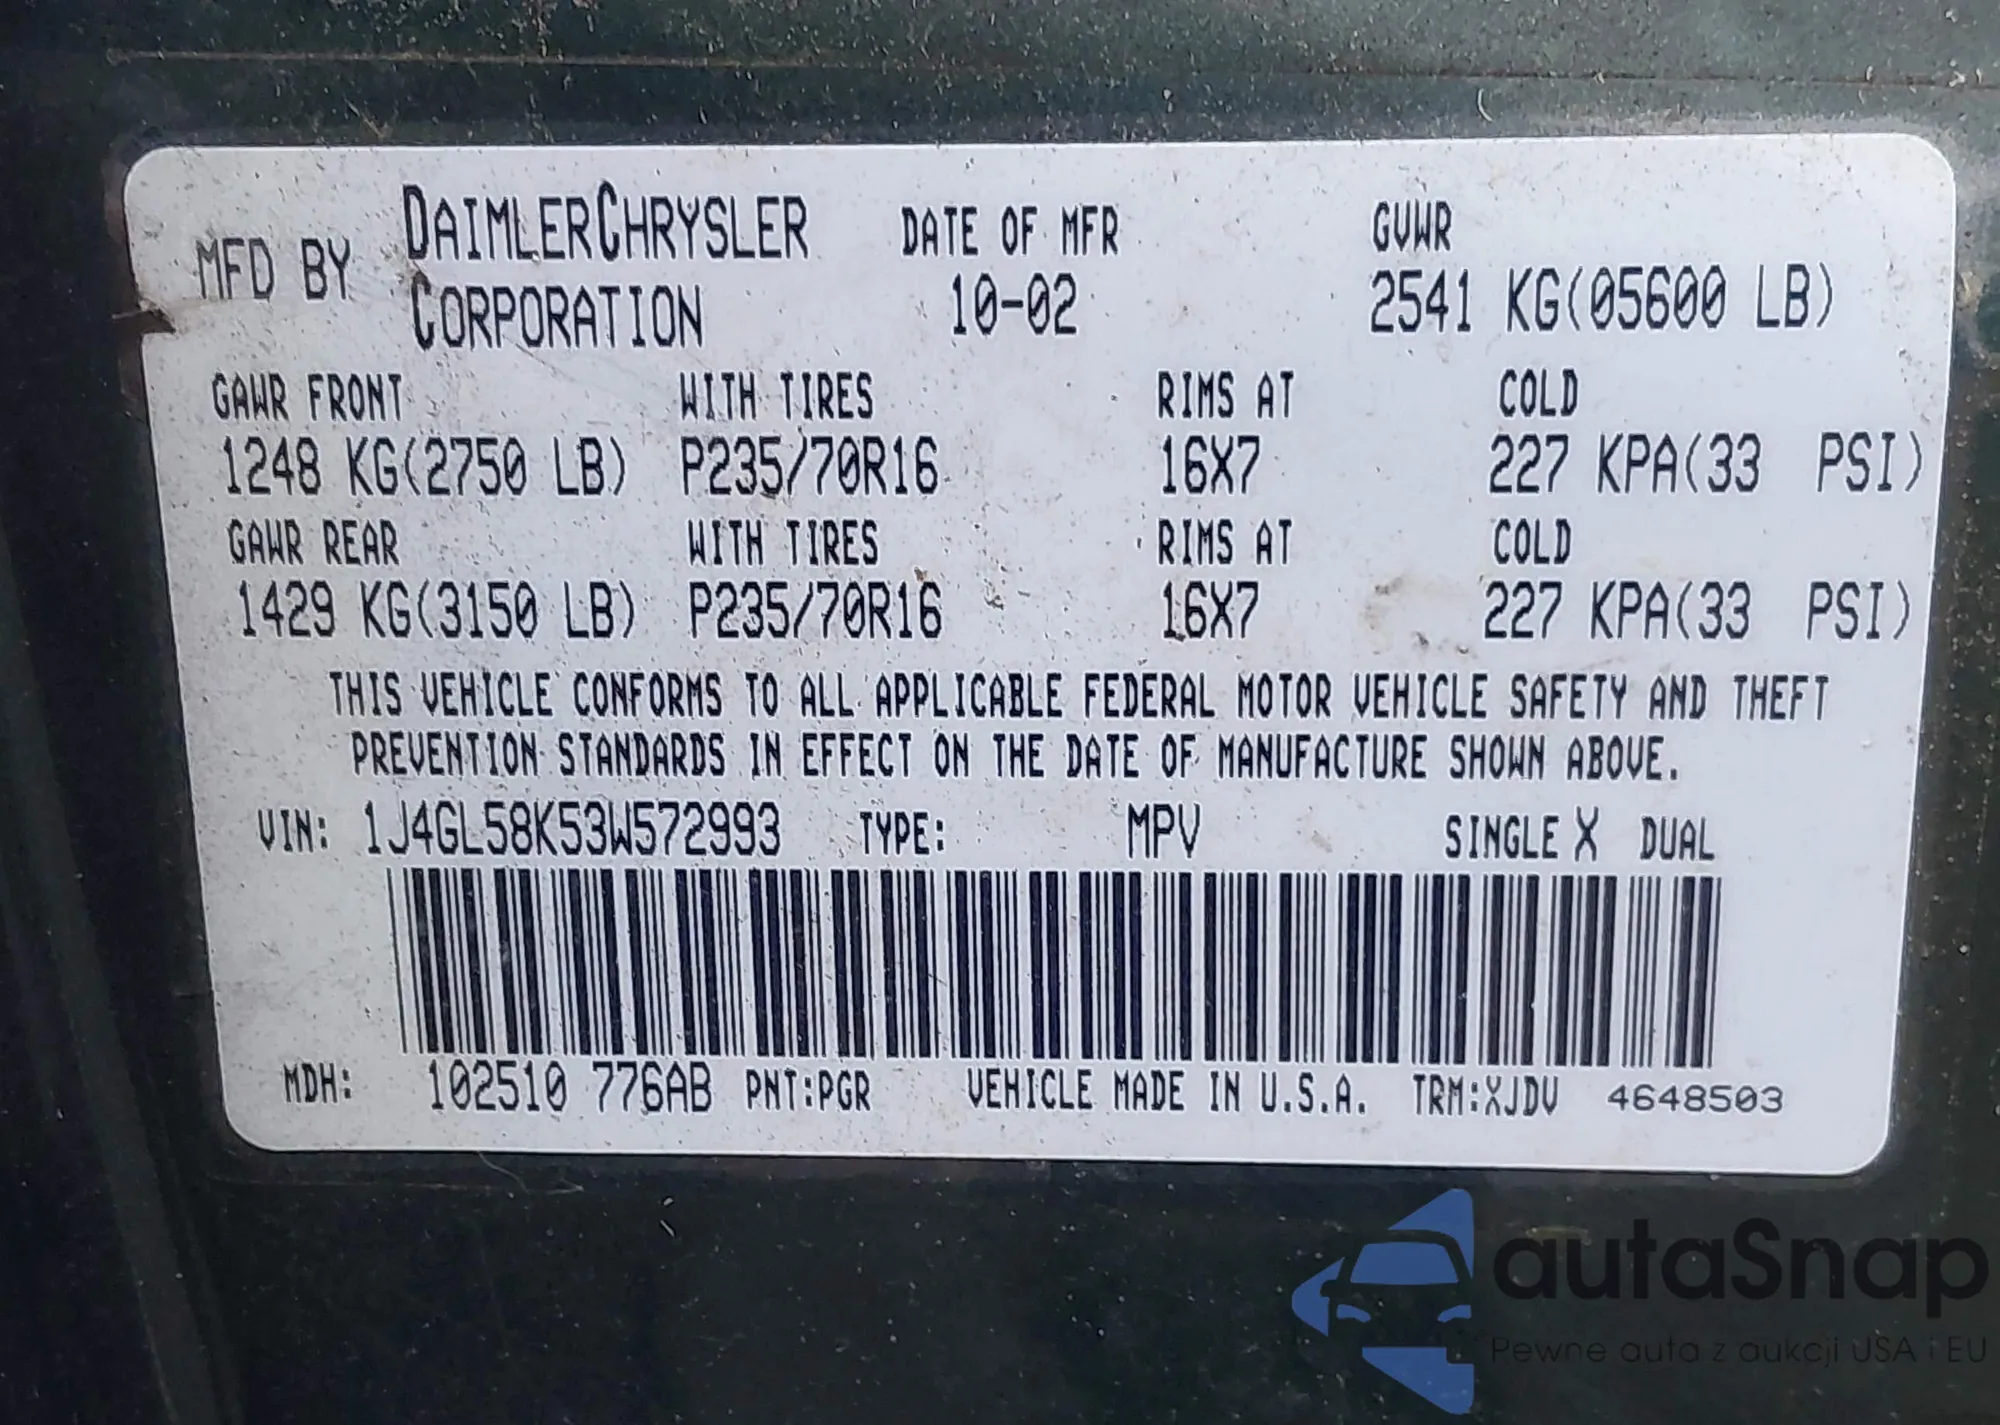 MFD BY DAIMLERCHRYSLER CORPORATION DATE OF MFR GVWR
10-02 2541 KG(05600 LB)
GAWR FRONT WITH TIRES RIMS AT COLD
1248 KG(2750 LB) P235/70R16 16X7 227 KPA(33 PSI)
GAWR REAR WITH TIRES RIMS AT COLD
1429 KG(3150 LB) P235/70R16 16X7 227 KPA(33 PSI)
THIS VEHICLE CONFORMS TO ALL APPLICABLE FEDERAL MOTOR VEHICLE SAFETY AND THEFT
PREVENTION STANDARDS IN EFFECT ON THE DATE OF MANUFACTURE SHOWN ABOVE.
VIN: 1J4GL58K53W572993 TYPE: MPV SINGLE X DUAL
MDH: 102510 776AB PNT:PGR VEHICLE MADE IN U.S.A. TRM:XJDV 4648503
autaSnap
Pewne auta z aukcji USA i EU